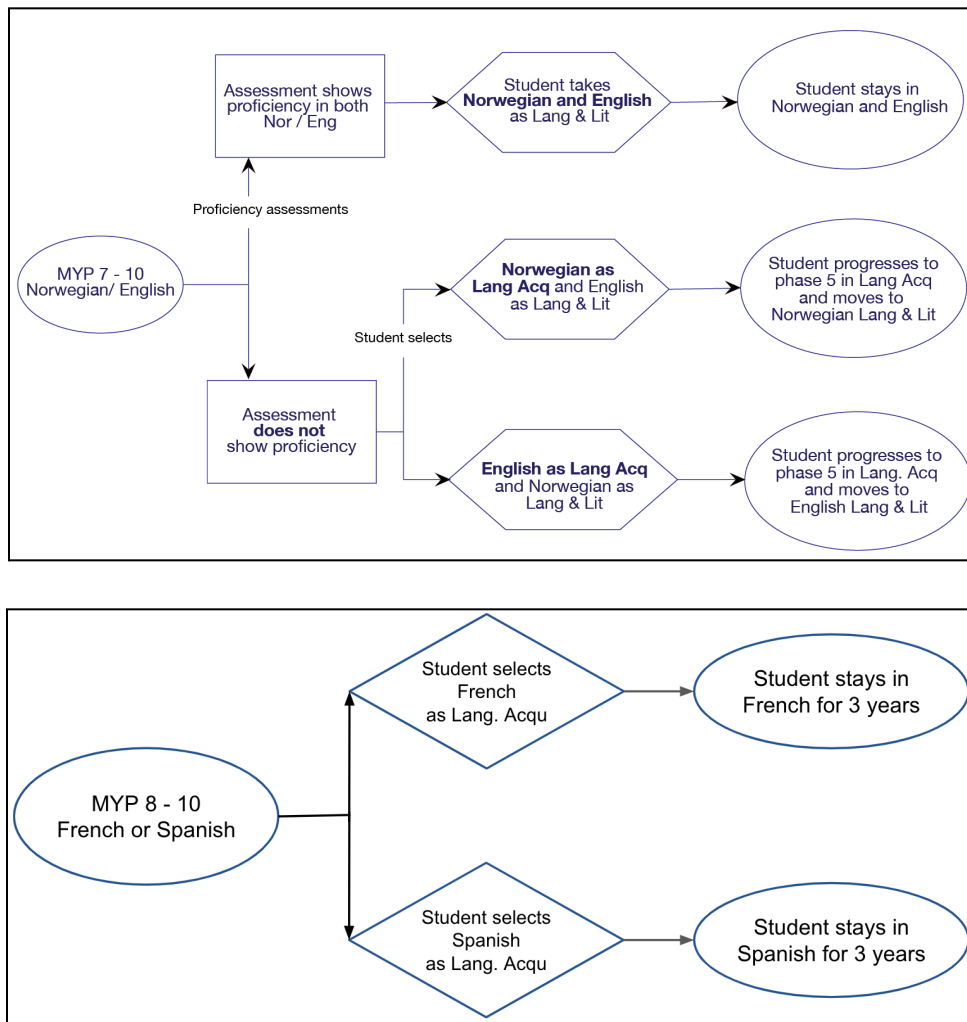 Assessment shows
proficiency in both
Nor / Eng
Student takes
Norwegian and English
as Lang & Lit
Student stays in
Norwegian and English
Proficiency assessments
MYP 7 - 10
Norwegian/ English
Norwegian as
Lang Acq and English
as Lang & Lit
Student progresses to
phase 5 in Lang Acq
and moves to
Norwegian Lang & Lit
Student selects
Assessment
does not
show proficiency
English as Lang Acq
and Norwegian as
Lang & Lit
Student progresses to
phase 5 in Lang. Acq
and moves to
English Lang & Lit
Student selects
French
as Lang. Acqu
Student stays in
French for 3 years
MYP 8 - 10
French or Spanish
Student selects
Spanish
as Lang. Acqu
Student stays in
Spanish for 3 years